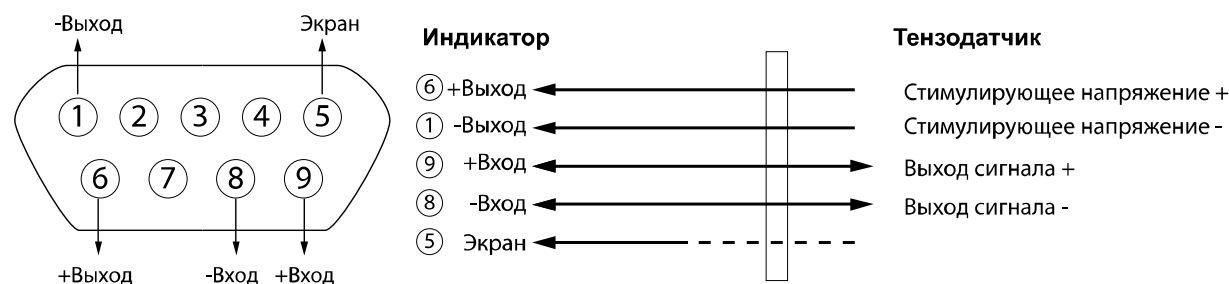 -Выход Экран
1 2 3 4 5
6 7 8 9
+Выход -Вход +Вход
Индикатор Тензодатчик
6 +Выход Стимулирующее напряжение +
1 -Выход Стимулирующее напряжение -
9 +Вход Выход сигнала +
8 -Вход Выход сигнала -
5 Экран